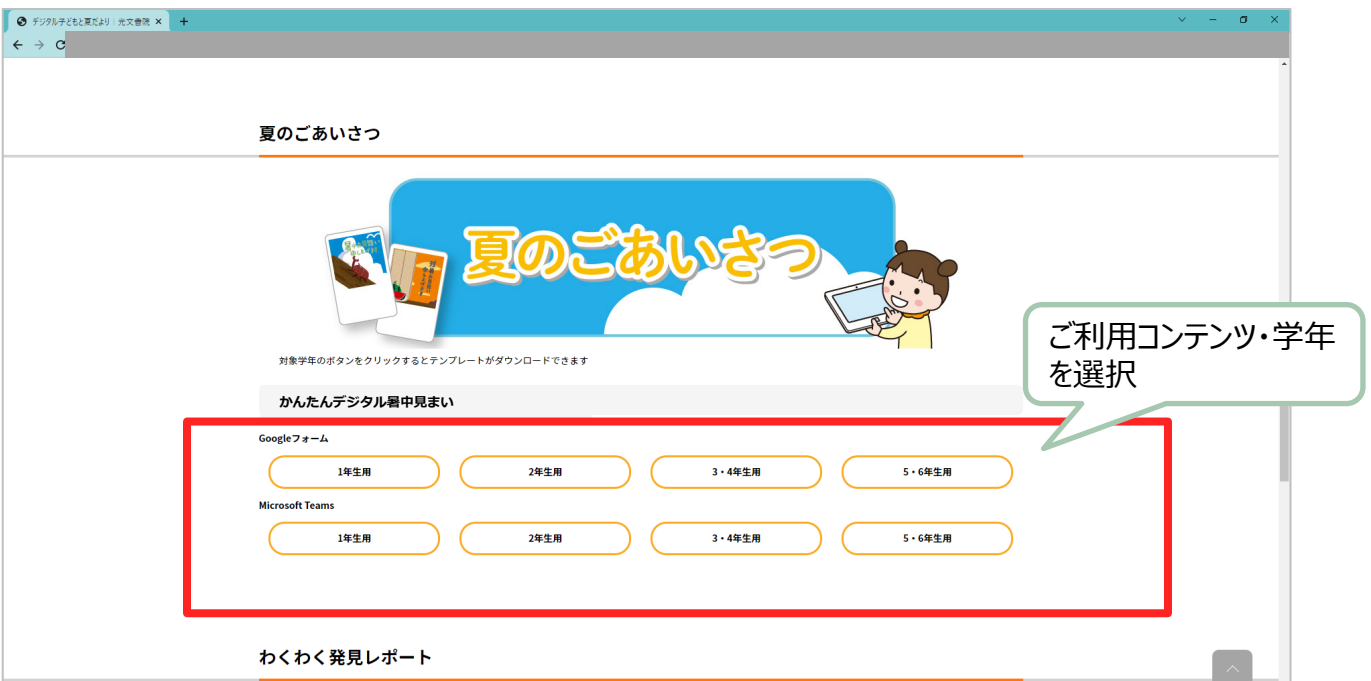 デジタル子どもと夏だより｜光文書院
夏のごあいさつ
夏のごあいさつ
対象学年のボタンをクリックするとテンプレートがダウンロードできます
ご利用コンテンツ・学年
を選択
かんたんデジタル暑中見まい
Googleフォーム
1年生用
2年生用
3・4年生用
5・6年生用
Microsoft Teams
1年生用
2年生用
3・4年生用
5・6年生用
わくわく発見レポート